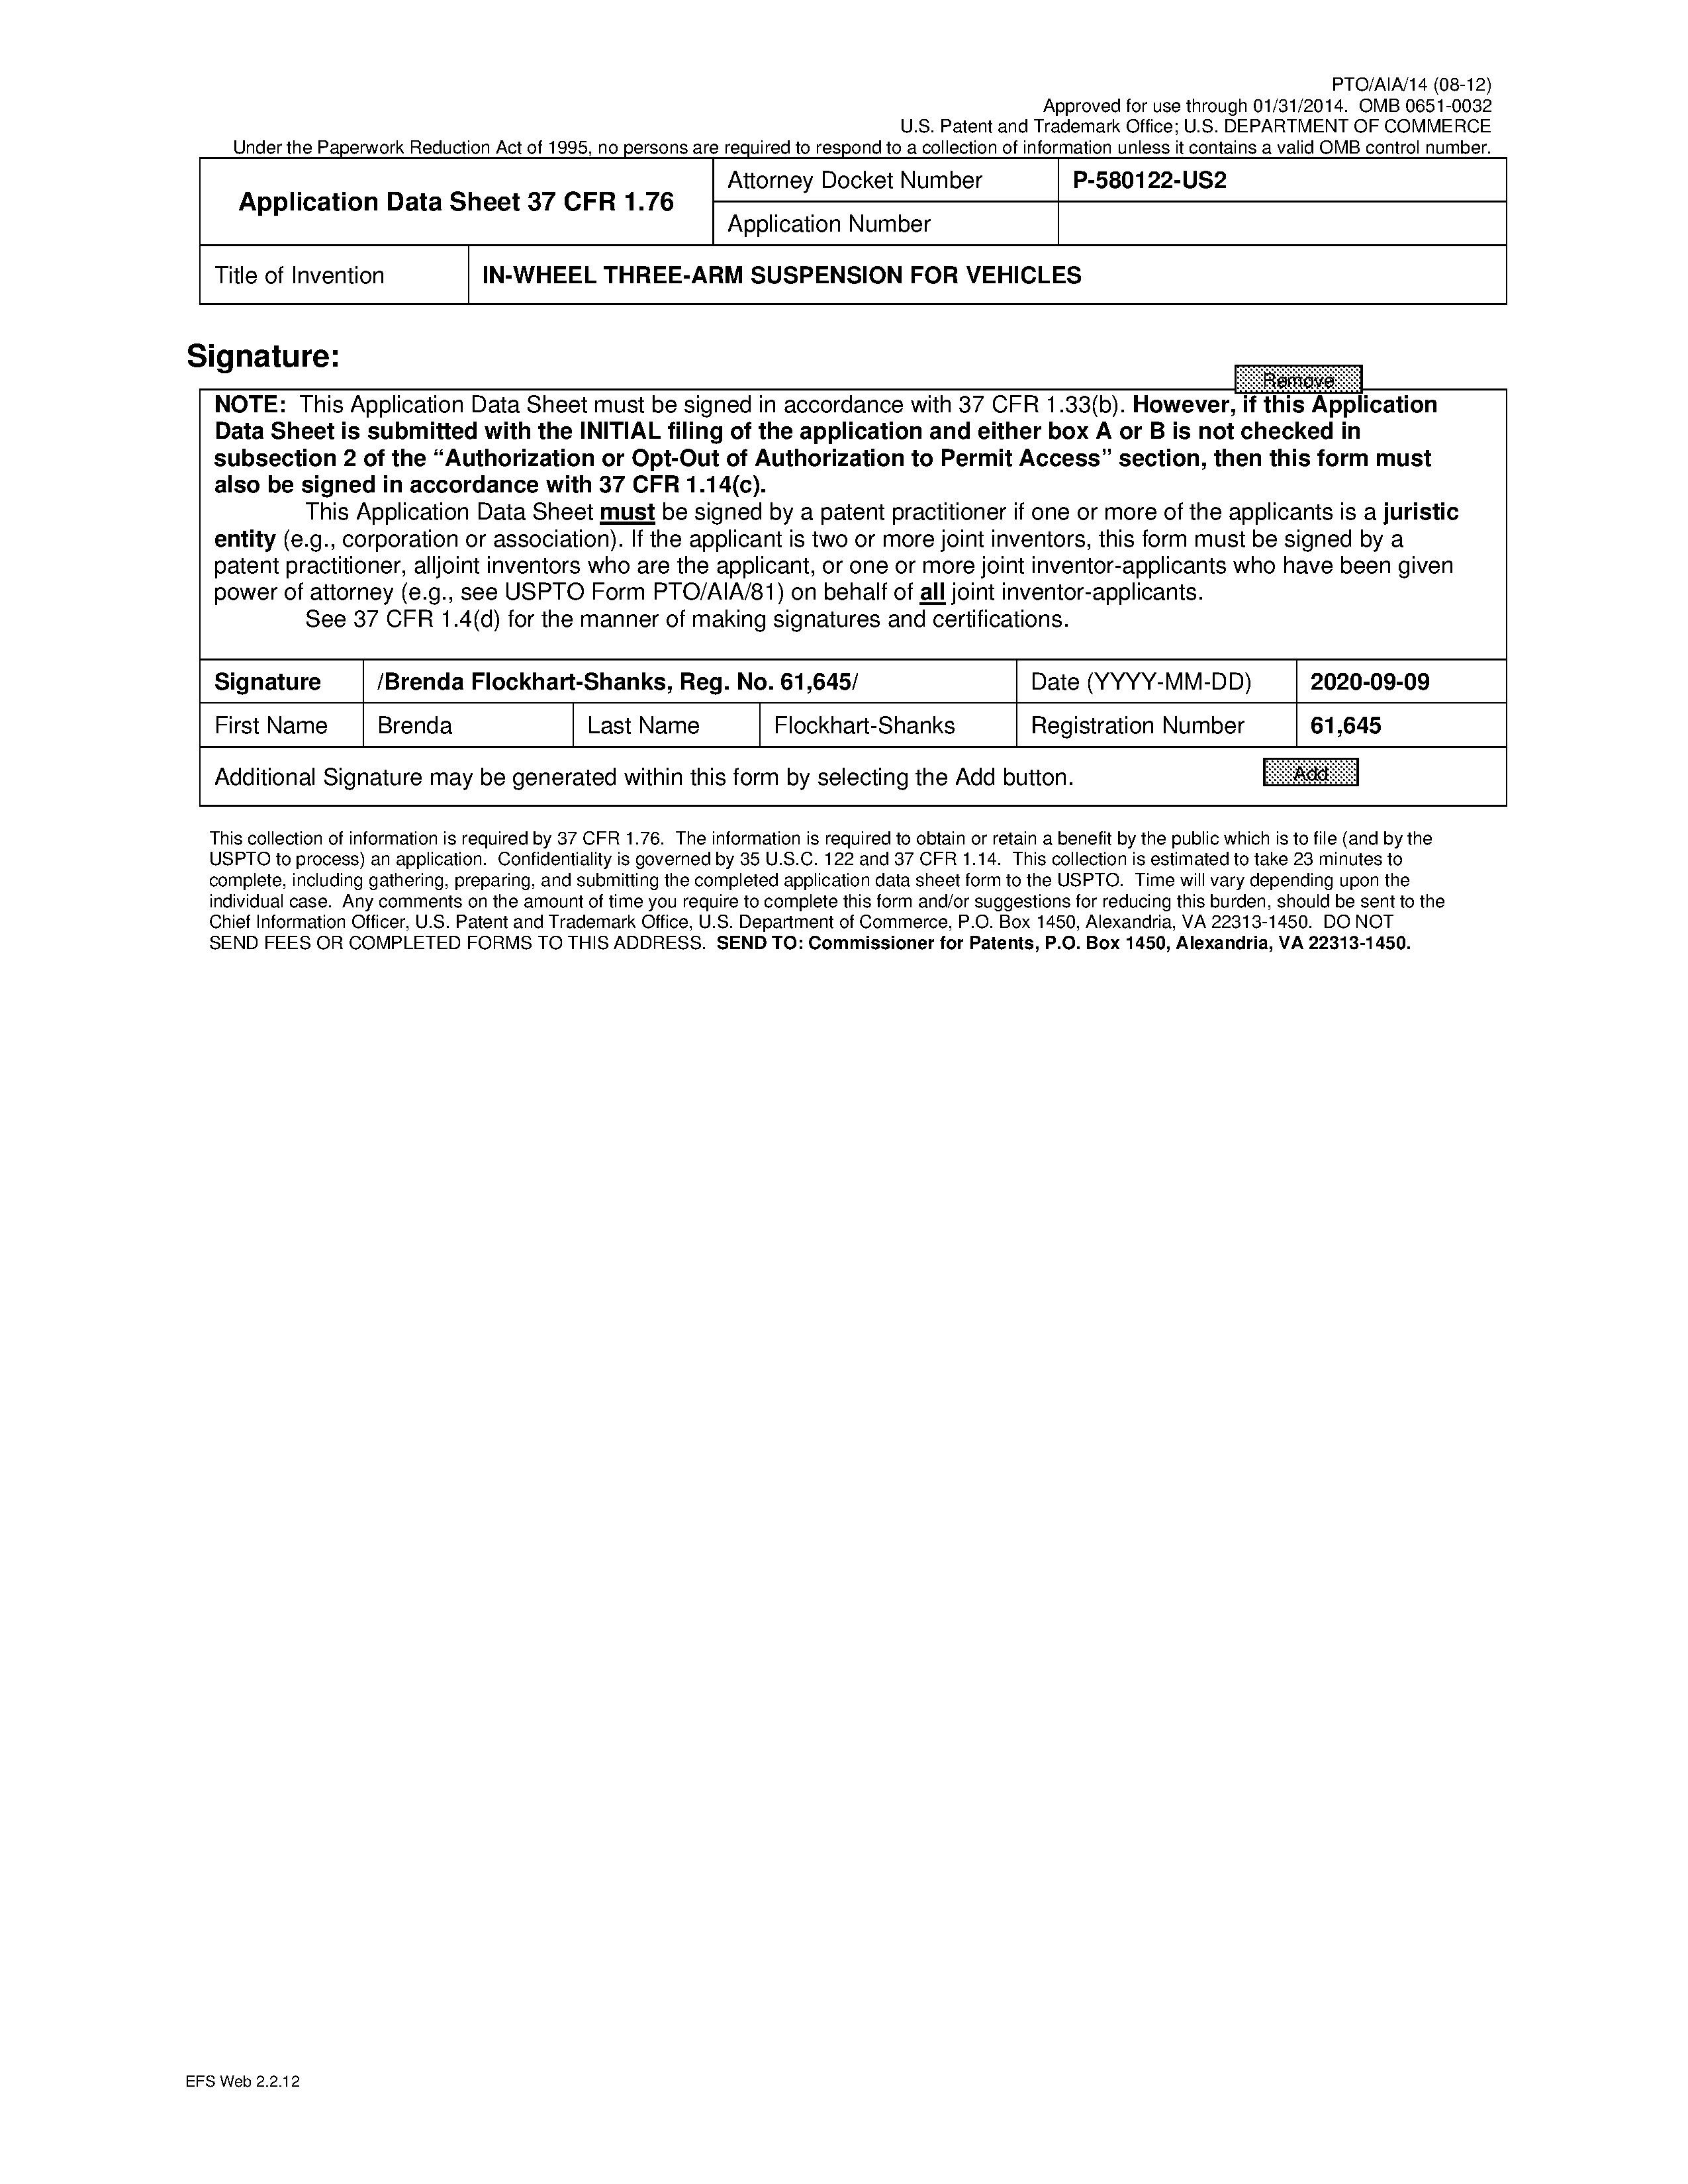 PTO/AIA/14 (08-12)
Approved for use through 01/31/2014. OMB 0651-0032
U.S. Patent and Trademark Office; U.S. DEPARTMENT OF COMMERCE
Under the Paperwork Reduction Act of 1995, no persons are required to respond to a collection of information unless it contains a valid OMB control number.
Application Data Sheet 37 CFR 1.76
Attorney Docket Number
P-580122-US2
Application Number
Title of Invention
IN-WHEEL THREE-ARM SUSPENSION FOR VEHICLES
Signature:
Remove
NOTE: This Application Data Sheet must be signed in accordance with 37 CFR 1.33(b). However, if this Application
Data Sheet is submitted with the INITIAL filing of the application and either box A or B is not checked in
subsection 2 of the “Authorization or Opt-Out of Authorization to Permit Access” section, then this form must
also be signed in accordance with 37 CFR 1.14(c).
This Application Data Sheet must be signed by a patent practitioner if one or more of the applicants is a juristic
entity (e.g., corporation or association). If the applicant is two or more joint inventors, this form must be signed by a
patent practitioner, alljoint inventors who are the applicant, or one or more joint inventor-applicants who have been given
power of attorney (e.g., see USPTO Form PTO/AIA/81) on behalf of all joint inventor-applicants.
See 37 CFR 1.4(d) for the manner of making signatures and certifications.
Signature
/Brenda Flockhart-Shanks, Reg. No. 61,645/
Date (YYYY-MM-DD)
2020-09-09
First Name
Brenda
Last Name
Flockhart-Shanks
Registration Number
61,645
Additional Signature may be generated within this form by selecting the Add button.
Add
This collection of information is required by 37 CFR 1.76. The information is required to obtain or retain a benefit by the public which is to file (and by the
USPTO to process) an application. Confidentiality is governed by 35 U.S.C. 122 and 37 CFR 1.14. This collection is estimated to take 23 minutes to
complete, including gathering, preparing, and submitting the completed application data sheet form to the USPTO. Time will vary depending upon the
individual case. Any comments on the amount of time you require to complete this form and/or suggestions for reducing this burden, should be sent to the
Chief Information Officer, U.S. Patent and Trademark Office, U.S. Department of Commerce, P.O. Box 1450, Alexandria, VA 22313-1450. DO NOT
SEND FEES OR COMPLETED FORMS TO THIS ADDRESS. SEND TO: Commissioner for Patents, P.O. Box 1450, Alexandria, VA 22313-1450.
EFS Web 2.2.12